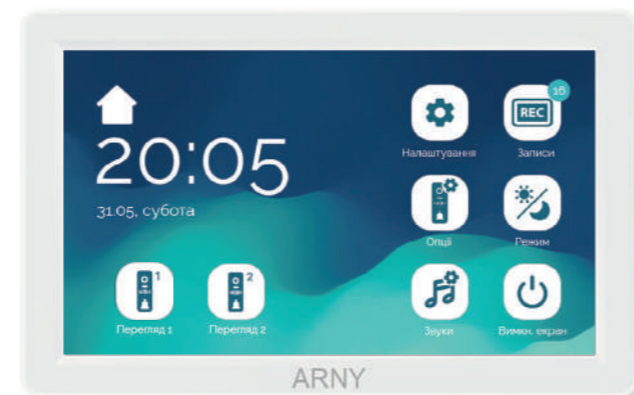 20:05
31.05, субота
16
REC
Налаштування
Записи
Опції
Режим
1
2
Перегляд 1
Перегляд 2
Звуки
Вимкн. екран
ARNY